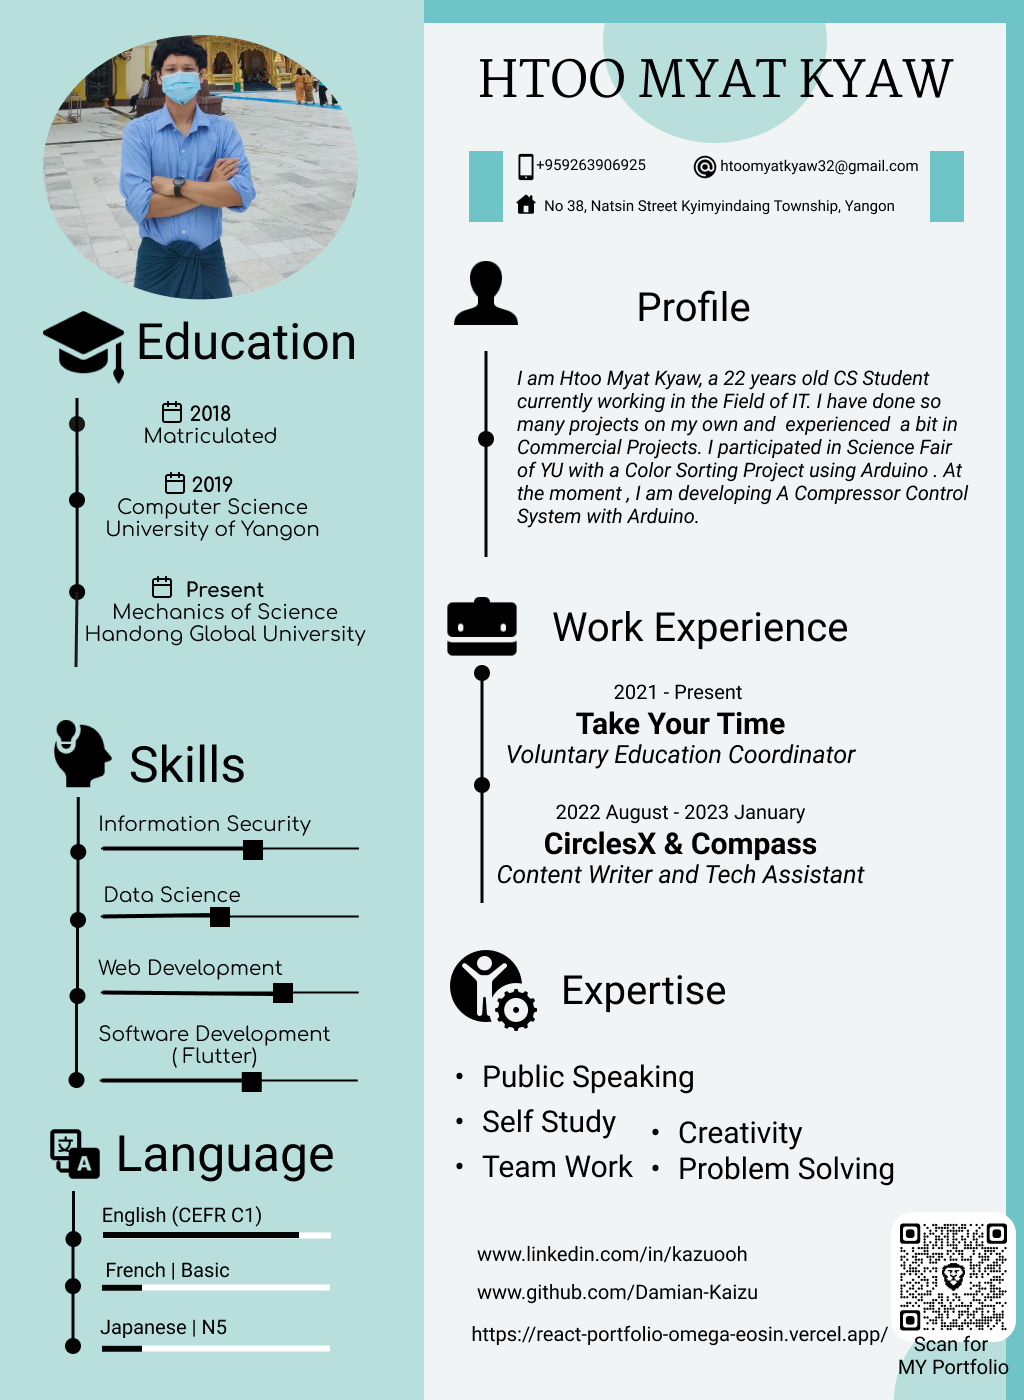 HTOO MYAT KYAW
+959263906925
htoomyatkyaw32@gmail.com
No 38, Natsin Street Kyimyindaing Township, Yangon
Education
2018
Matriculated
2019
Computer Science
University of Yangon
Present
Mechanics of Science
Handong Global University
Skills
Information Security
Data Science
Web Development
Software Development
( Flutter)
Language
English (CEFR C1)
French | Basic
Japanese | N5
Profile
I am Htoo Myat Kyaw, a 22 years old CS Student
currently working in the Field of IT. I have done so
many projects on my own and experienced a bit in
Commercial Projects. I participated in Science Fair
of YU with a Color Sorting Project using Arduino . At
the moment , I am developing A Compressor Control
System with Arduino.
Work Experience
2021 - Present
Take Your Time
Voluntary Education Coordinator
2022 August - 2023 January
CirclesX & Compass
Content Writer and Tech Assistant
Expertise
• Public Speaking
• Self Study
• Team Work
• Creativity
• Problem Solving
www.linkedin.com/in/kazuooh
www.github.com/Damian-Kaizu
https://react-portfolio-omega-eosin.vercel.app/
Scan for
MY Portfolio